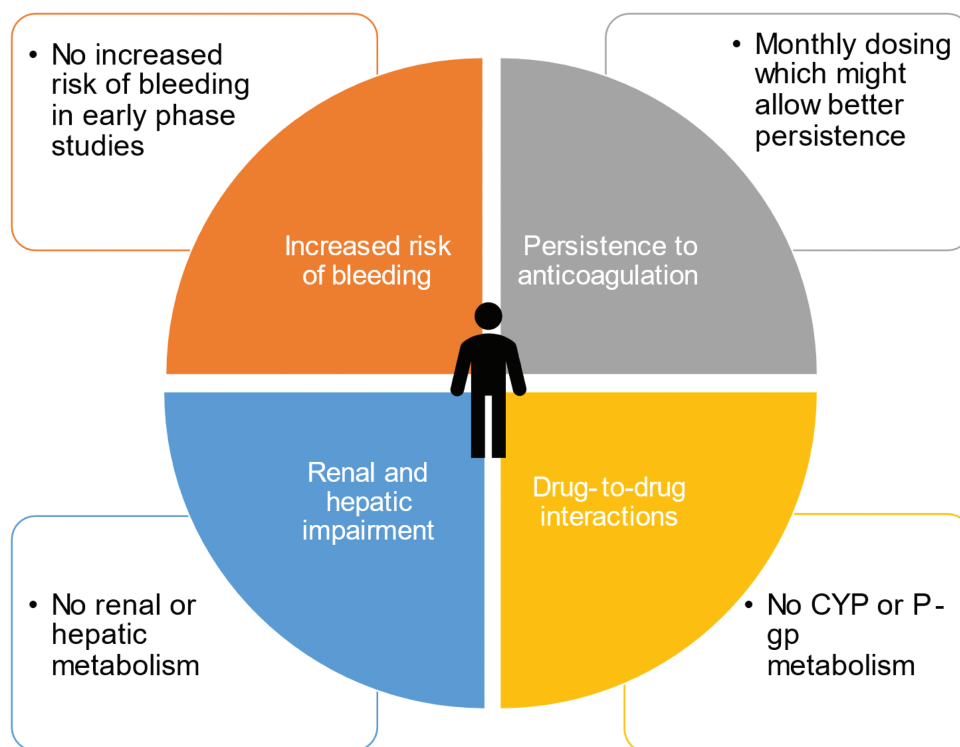 • No increased
risk of bleeding
in early phase
studies
• Monthly dosing
which might
allow better
persistence
Increased risk
of bleeding
Persistence to
anticoagulation
Renal and
hepatic
impairment
Drug-to-drug
interactions
• No renal or
hepatic
metabolism
• No CYP or P-
gp
metabolism